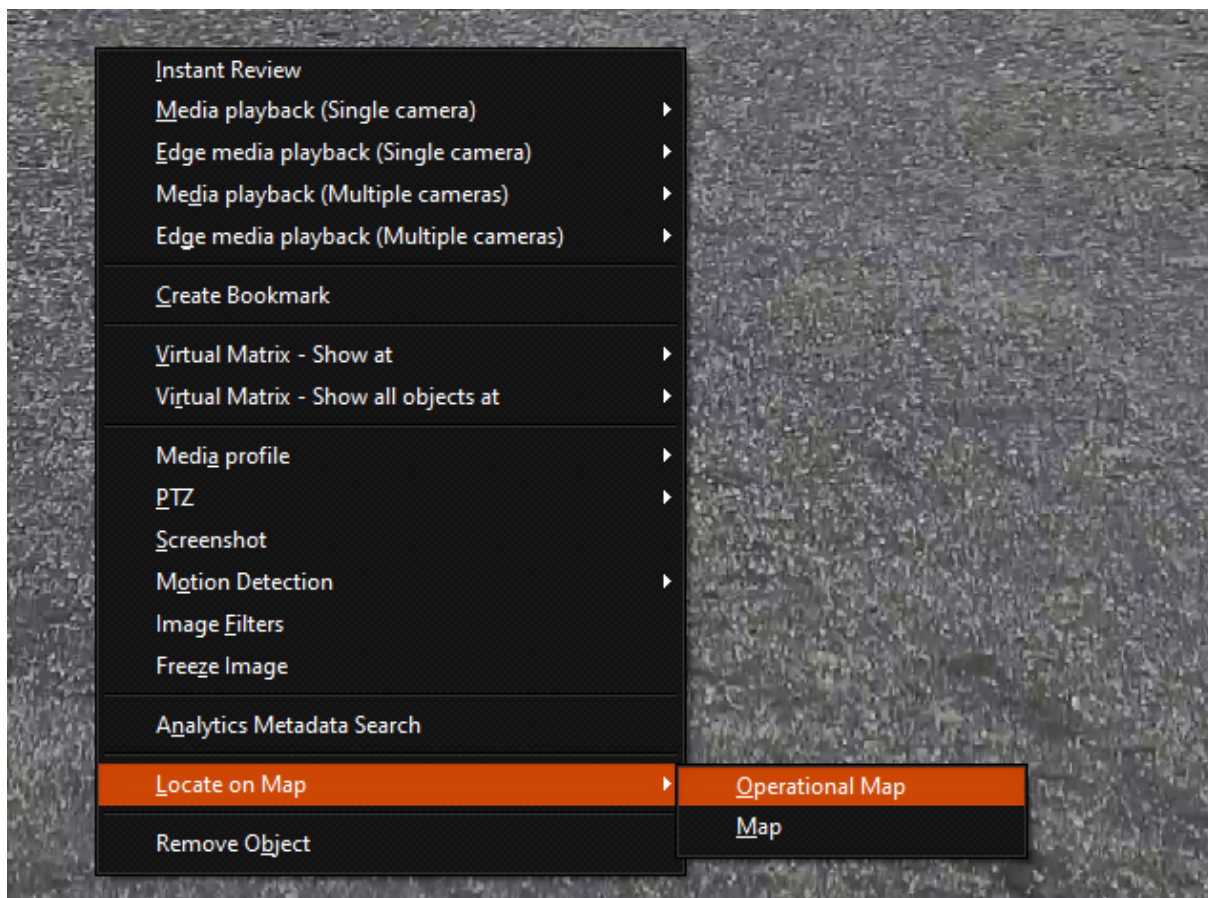 Instant Review
Media playback (Single camera)
Edge media playback (Single camera)
Media playback (Multiple cameras)
Edge media playback (Multiple cameras)
Create Bookmark
Virtual Matrix - Show at
Virtual Matrix - Show all objects at
Media profile
PTZ
Screenshot
Motion Detection
Image Filters
Freeze Image
Analytics Metadata Search
Locate on Map
Operational Map
Map
Remove Object